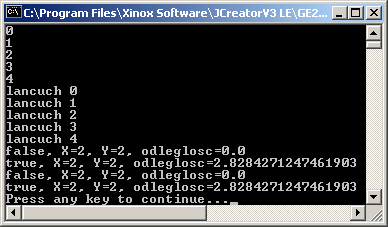 C:\Program Files\Xinox Software\JCreatorV3 LE\GE2...
0
1
2
3
4
lancuch 0
lancuch 1
lancuch 2
lancuch 3
lancuch 4
false, X=2, Y=2, odleglosc=0.0
true, X=2, Y=2, odleglosc=2.8284271247461903
false, X=2, Y=2, odleglosc=0.0
true, X=2, Y=2, odleglosc=2.8284271247461903
Press any key to continue..._